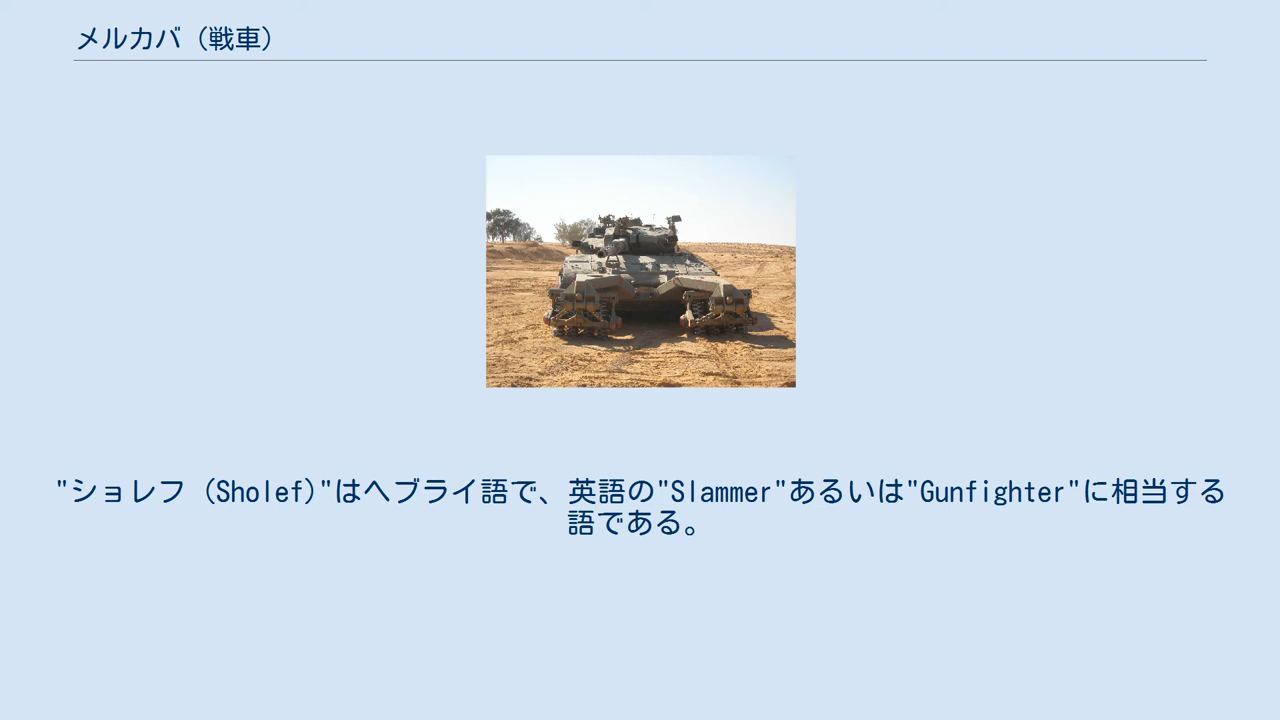 メルカバ（戦車）
"ショレフ（Sholef)"はヘブライ語で、英語の"Slammer"あるいは"Gunfighter"に相当する
語である。